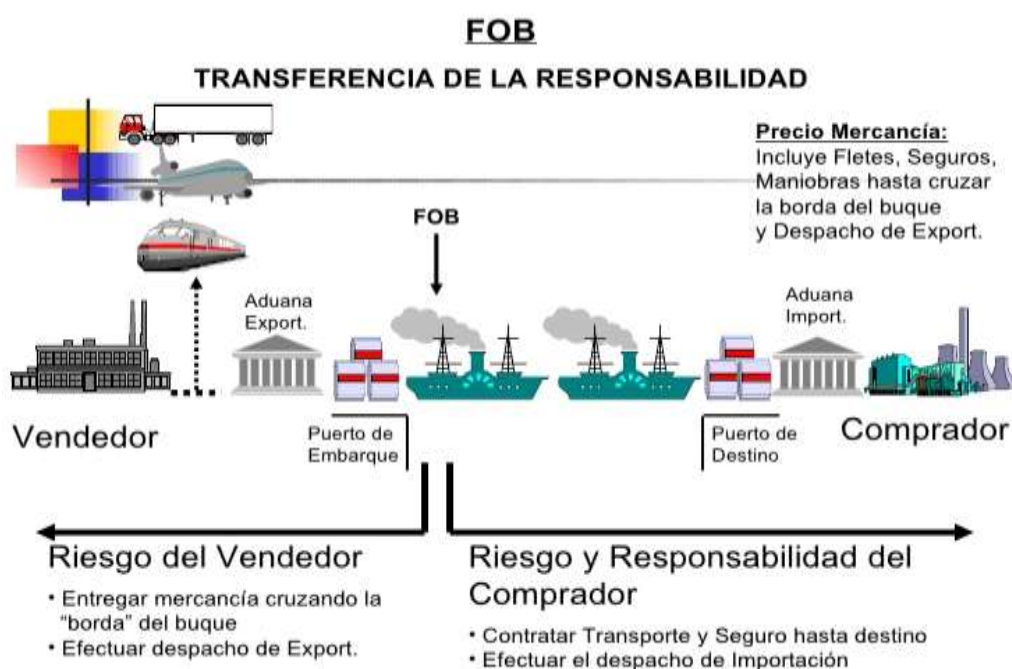 FOB
TRANSFERENCIA DE LA RESPONSABILIDAD
Precio Mercancía:
Incluye Fletes, Seguros,
Maniobras hasta cruzar
la borda del buque
y Despacho de Export.
FOB
Aduana
Export.
Aduana
Import.
Vendedor
Puerto de
Embarque
Puerto de
Destino
Comprador
Riesgo del Vendedor
• Entregar mercancía cruzando la
“borda” del buque
• Efectuar despacho de Export.
Riesgo y Responsabilidad del
Comprador
• Contratar Transporte y Seguro hasta destino
• Efectuar el despacho de Importación